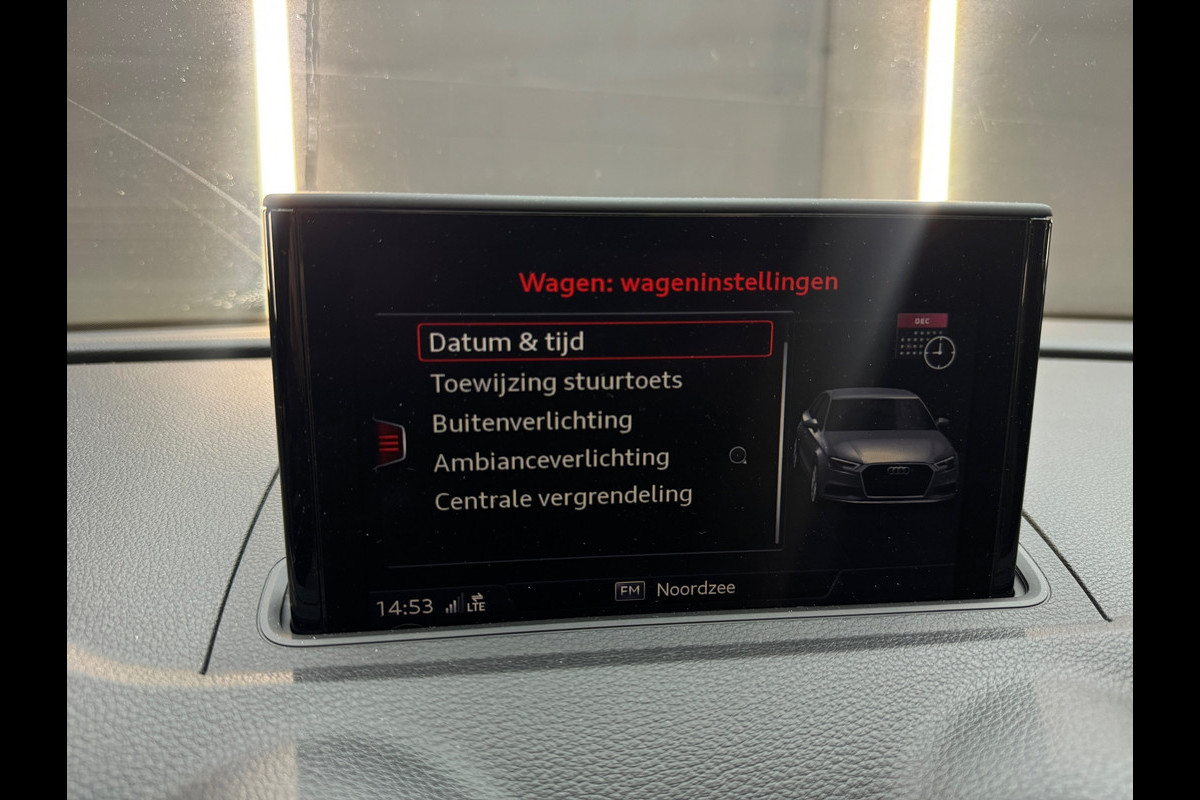 Wagen: wageninstellingen
DEC
Datum & tijd
Toewijzing stuurtoets
Buitenverlichting
Ambianceverlichting
Centrale vergrendeling
14:53 LTE FM Noordzee